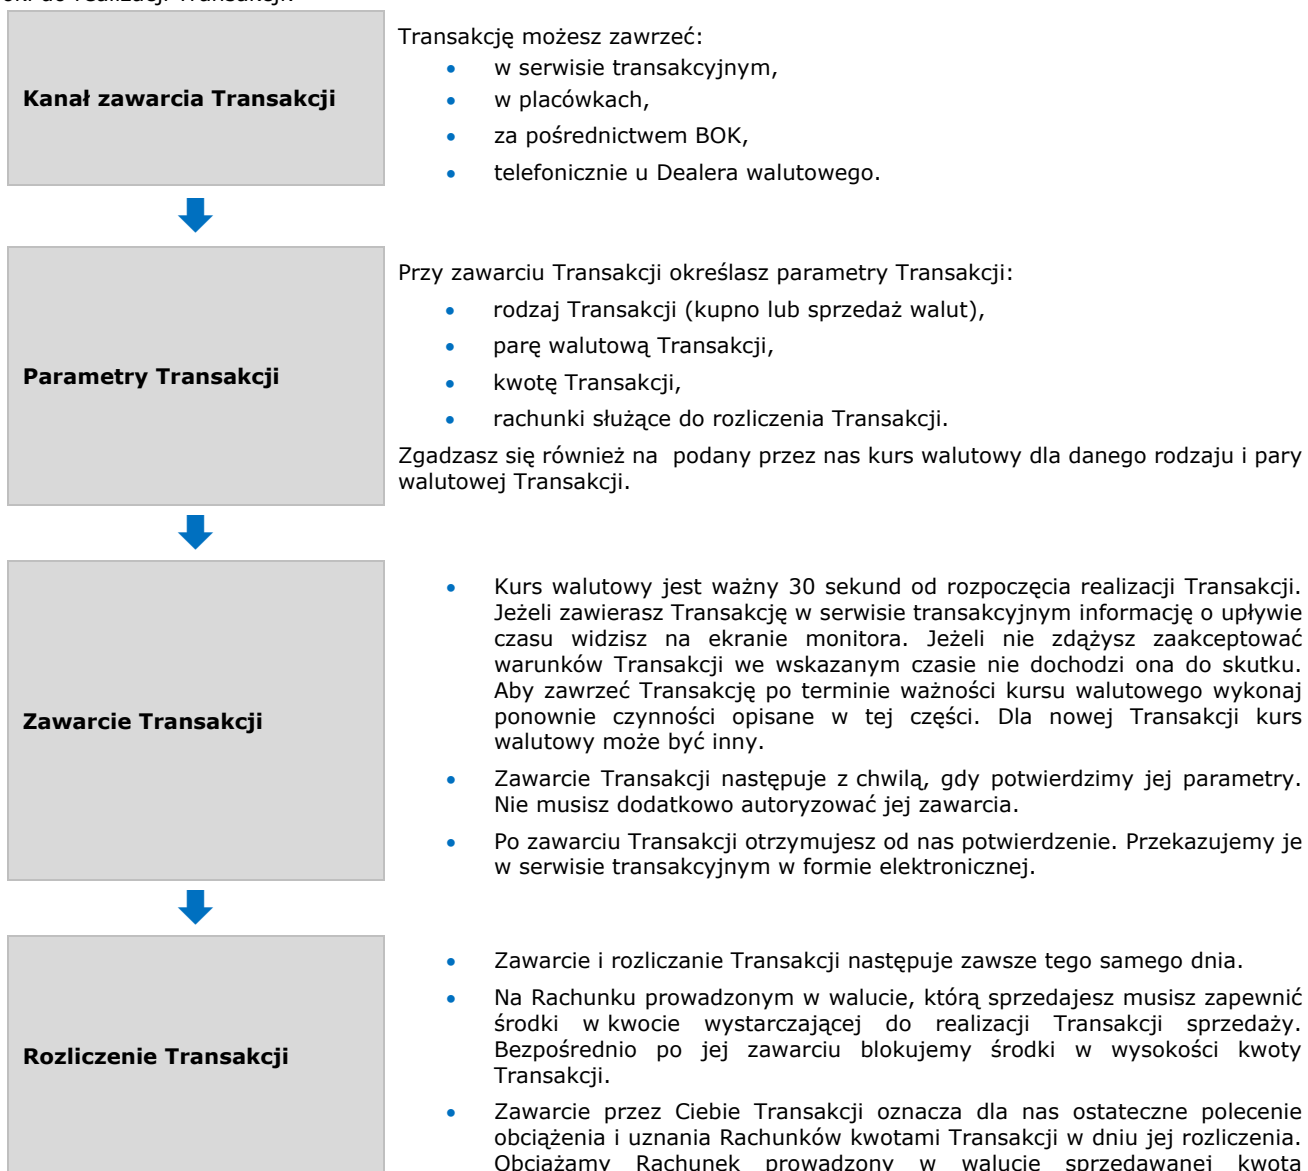 do realizacji Transakcji.
Kanał zawarcia Transakcji
Transakcję możesz zawrzeć:
• w serwisie transakcyjnym,
• w placówkach,
• za pośrednictwem BOK,
• telefonicznie u Dealera walutowego.
Parametry Transakcji
Przy zawarciu Transakcji określasz parametry Transakcji:
• rodzaj Transakcji (kupno lub sprzedaż walut),
• parę walutową Transakcji,
• kwotę Transakcji,
• rachunki służące do rozliczenia Transakcji.
Zgadzasz się również na podany przez nas kurs walutowy dla danego rodzaju i pary
walutowej Transakcji.
Zawarcie Transakcji
• Kurs walutowy jest ważny 30 sekund od rozpoczęcia realizacji Transakcji.
Jeżeli zawierasz Transakcję w serwisie transakcyjnym informację o upływie
czasu widzisz na ekranie monitora. Jeżeli nie zdążysz zaakceptować
warunków Transakcji we wskazanym czasie nie dochodzi ona do skutku.
Aby zawrzeć Transakcję po terminie ważności kursu walutowego wykonaj
ponownie czynności opisane w tej części. Dla nowej Transakcji kurs
walutowy może być inny.
• Zawarcie Transakcji następuje z chwilą, gdy potwierdzimy jej parametry.
Nie musisz dodatkowo autoryzować jej zawarcia.
• Po zawarciu Transakcji otrzymujesz od nas potwierdzenie. Przekazujemy je
w serwisie transakcyjnym w formie elektronicznej.
Rozliczenie Transakcji
• Zawarcie i rozliczanie Transakcji następuje zawsze tego samego dnia.
• Na Rachunku prowadzonym w walucie, którą sprzedajesz musisz zapewnić
środki w kwocie wystarczającej do realizacji Transakcji sprzedaży.
Bezpośrednio po jej zawarciu blokujemy środki w wysokości kwoty
Transakcji.
• Zawarcie przez Ciebie Transakcji oznacza dla nas ostateczne polecenie
obciążenia i uznania Rachunków kwotami Transakcji w dniu jej rozliczenia.
Obciążamy Rachunek prowadzony w walucie sprzedawanej kwotą